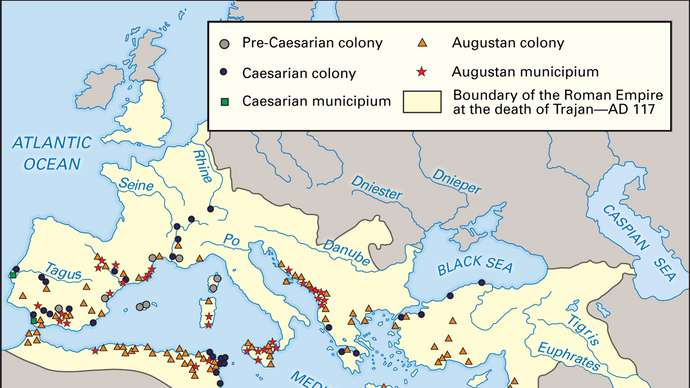 Pre-Caesarian colony
Augustan colony
Caesarian colony
Augustan municipium
Caesarian municipium
Boundary of the Roman Empire
at the death of Trajan—AD 117
ATLANTIC
OCEAN
Rhine
Seine
Dniester
Dnieper
CASPIAN SEA
Po
Danube
BLACK SEA
Tagus
Tigris
Euphrates
MEDI